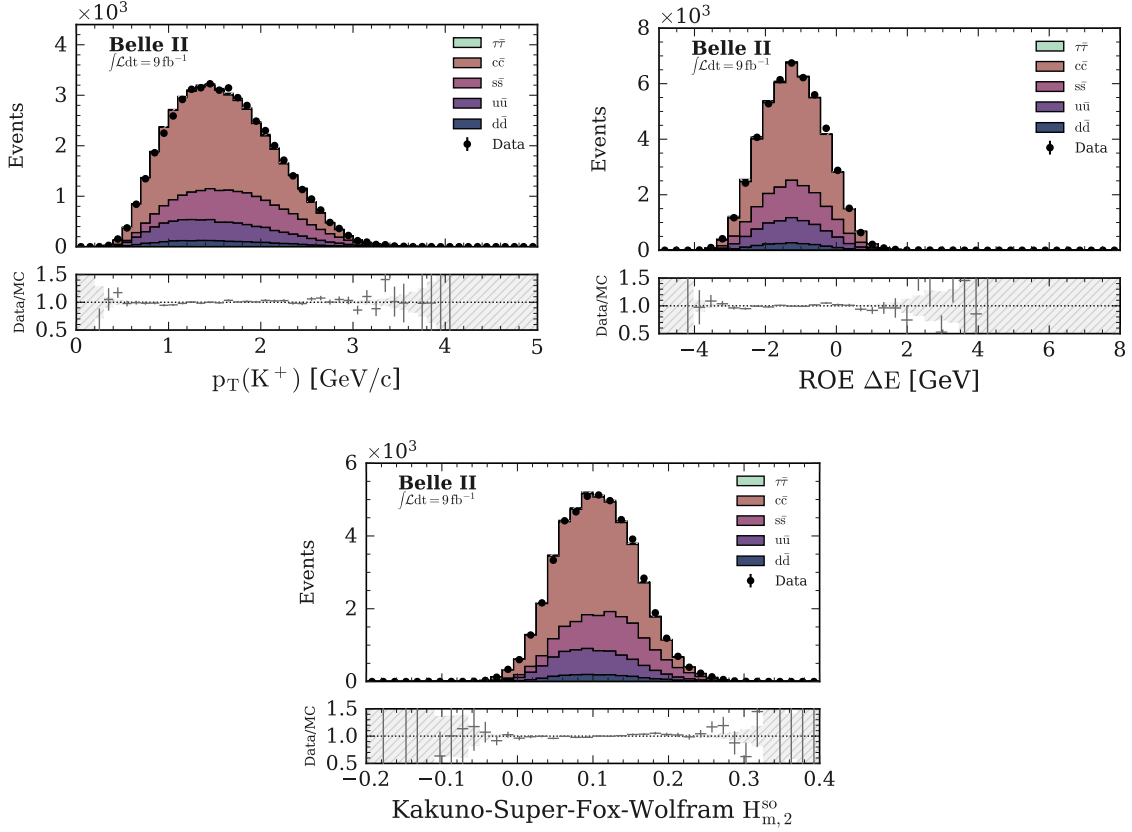 ×10³
Belle II
∫ℒdt = 9 fb⁻¹
ττ̄
cc̄
ss̄
uū
dd̄
Data
Events
4
3
2
1
0
Data/MC
1.5
1.0
0.5
0 1 2 3 4 5
p_T(K⁺) [GeV/c]
×10³
Belle II
∫ℒdt = 9 fb⁻¹
ττ̄
cc̄
ss̄
uū
dd̄
Data
Events
8
6
4
2
0
Data/MC
1.5
1.0
0.5
−4 −2 0 2 4 6 8
ROE ΔE [GeV]
×10³
Belle II
∫ℒdt = 9 fb⁻¹
ττ̄
cc̄
ss̄
uū
dd̄
Data
Events
6
4
2
0
Data/MC
1.5
1.0
0.5
−0.2 −0.1 0.0 0.1 0.2 0.3 0.4
Kakuno-Super-Fox-Wolfram H^so_m,2